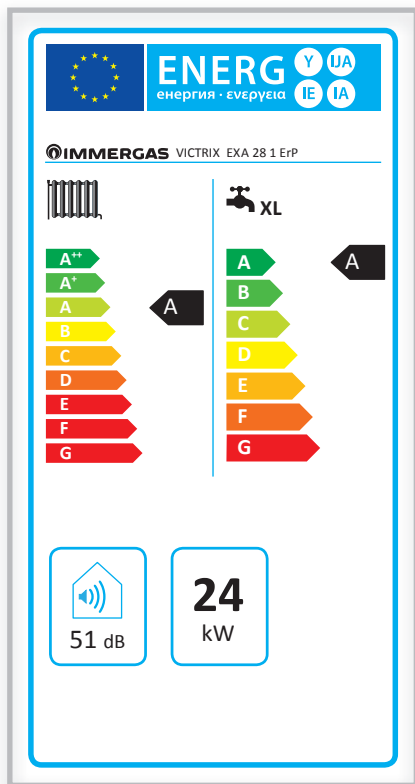 ENERG
енергия · ενεργεια
Y IJA
IE IA
IMMERGAS VICTRIX EXA 28 1 ErP
XL
A++
A+
A
B
C
D
E
F
G
A
A
B
C
D
E
F
G
A
51 dB
24
kW